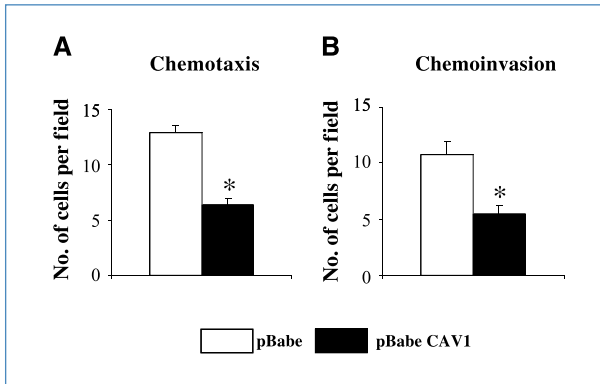 A
Chemotaxis
No. of cells per field
15
10
5
0
*
B
Chemoinvasion
No. of cells per field
15
10
5
0
*
pBabe
pBabe CAV1